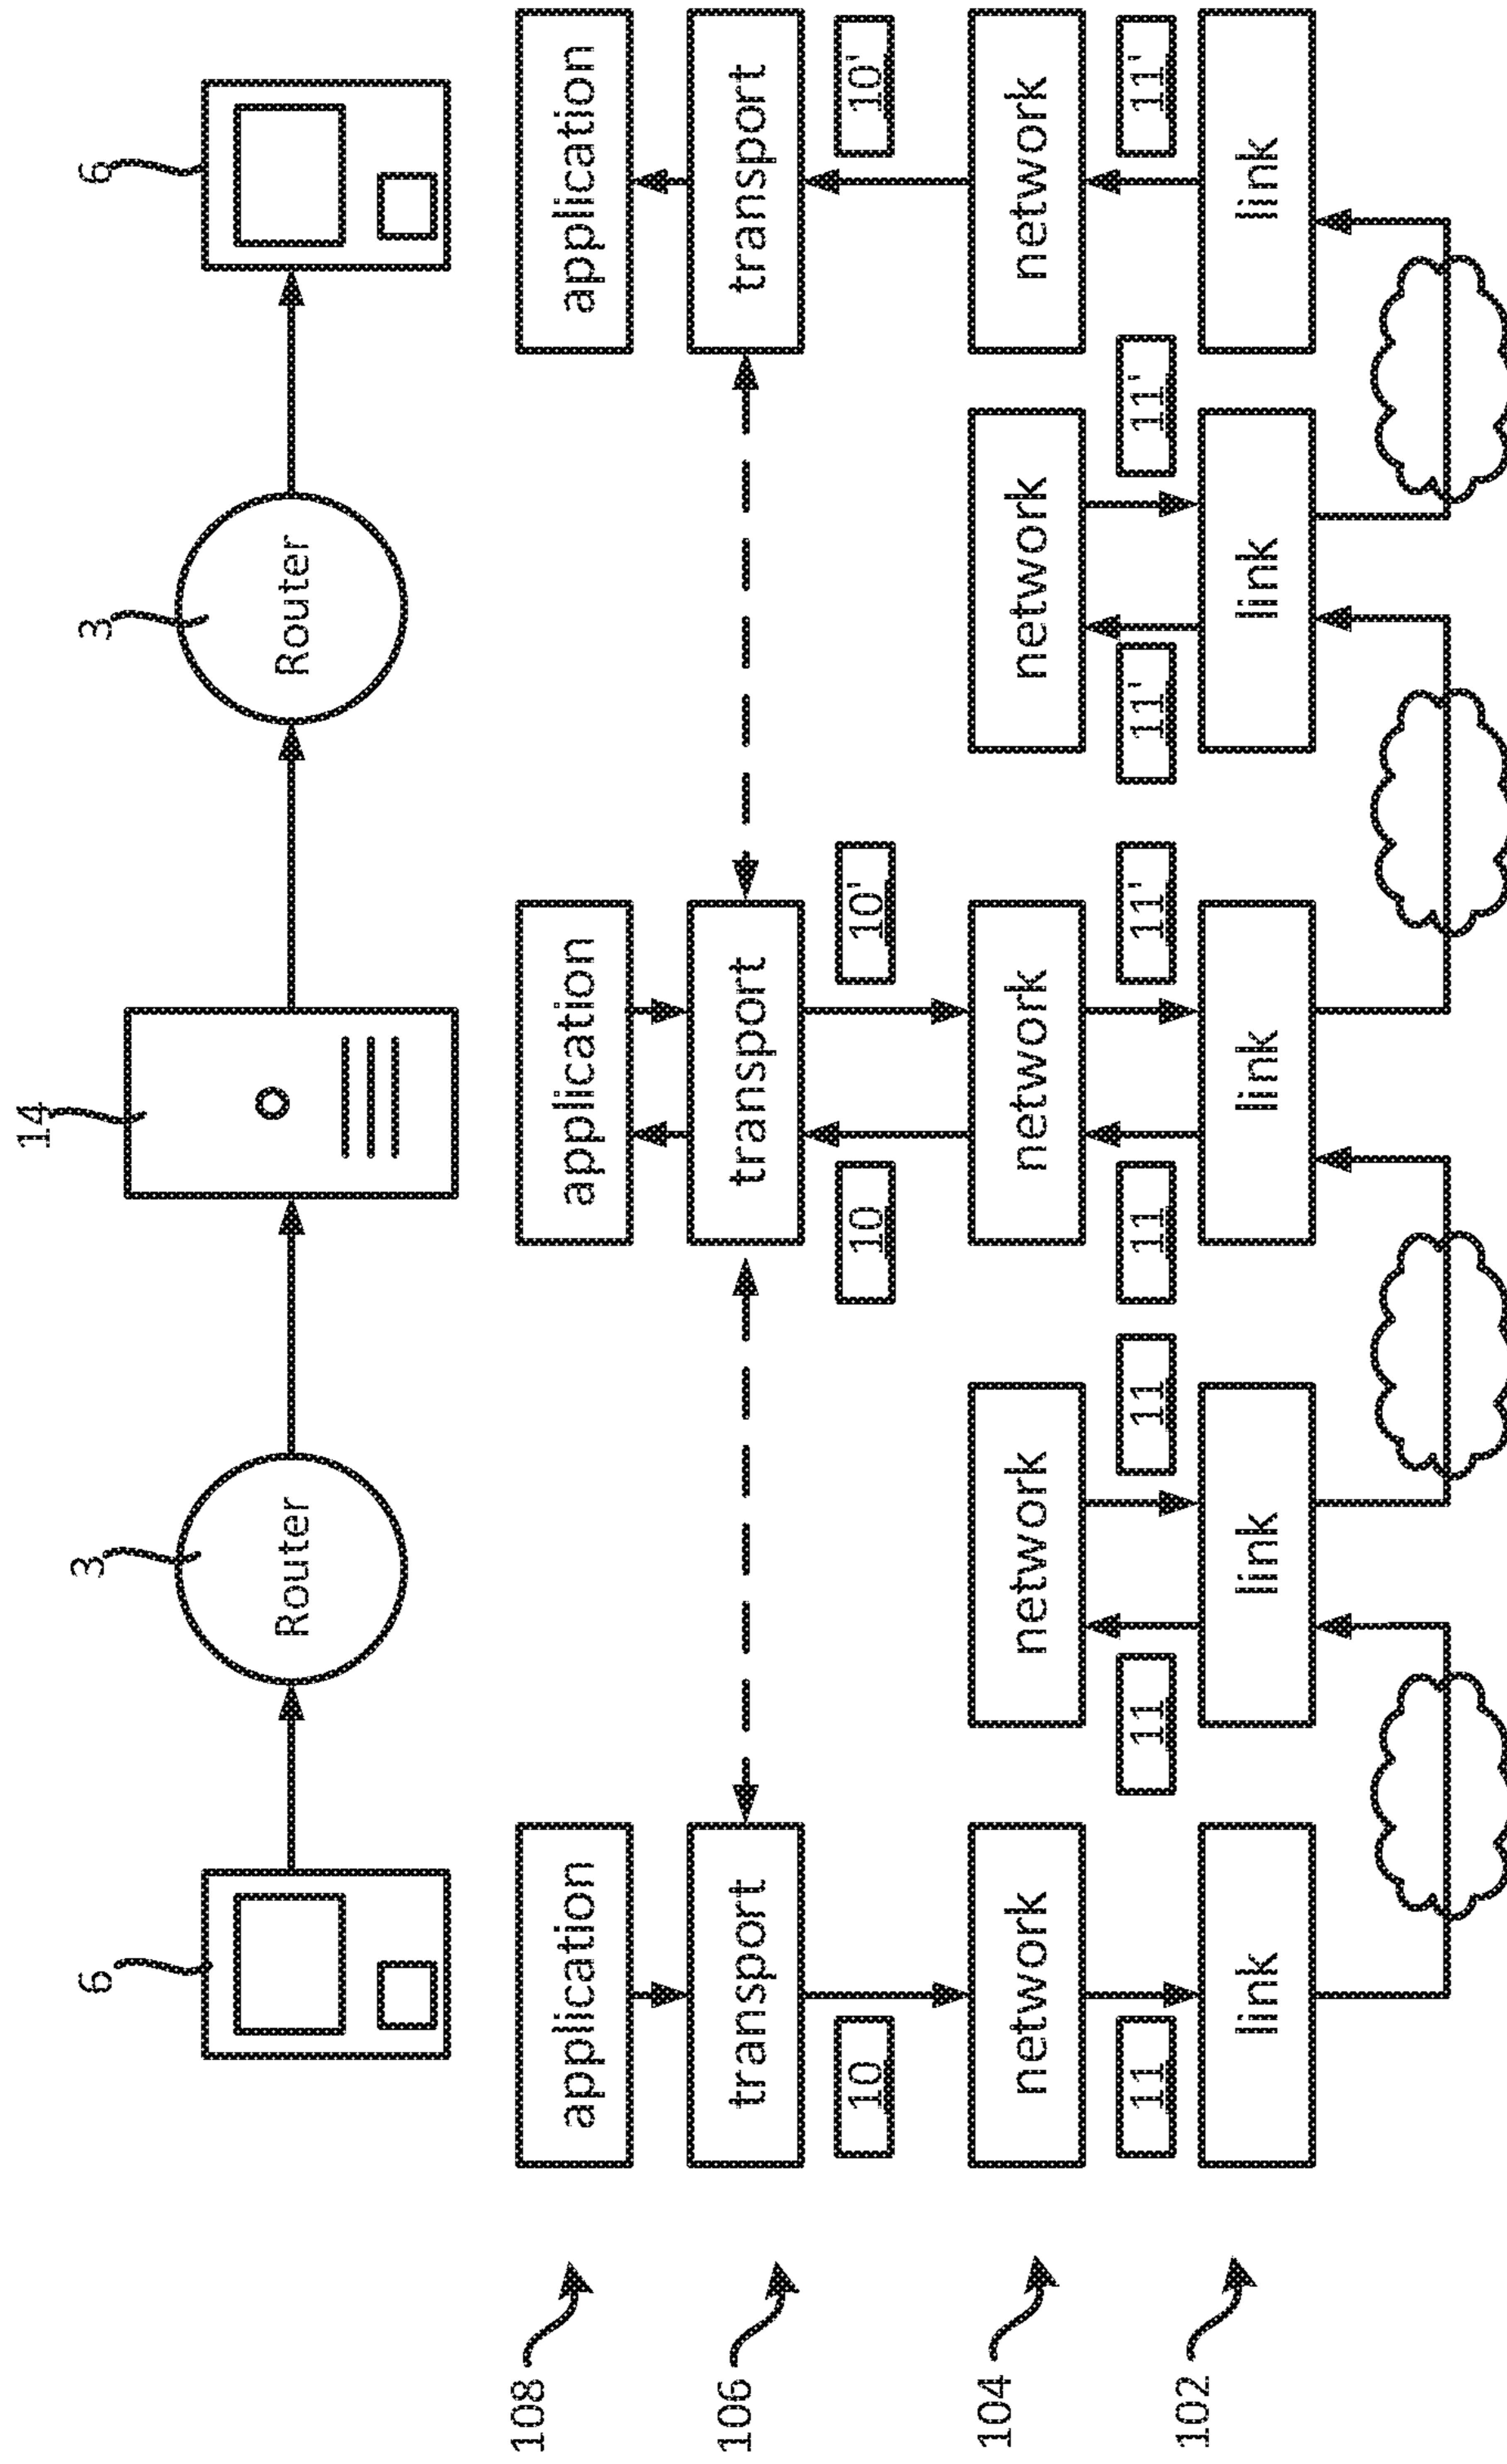 14
6 3 3 6
Router Router
108 application application application
106 transport transport transport
10 10 10' 10'
104 network network network network network
11 11 11 11 11' 11' 11' 11'
102 link link link link link